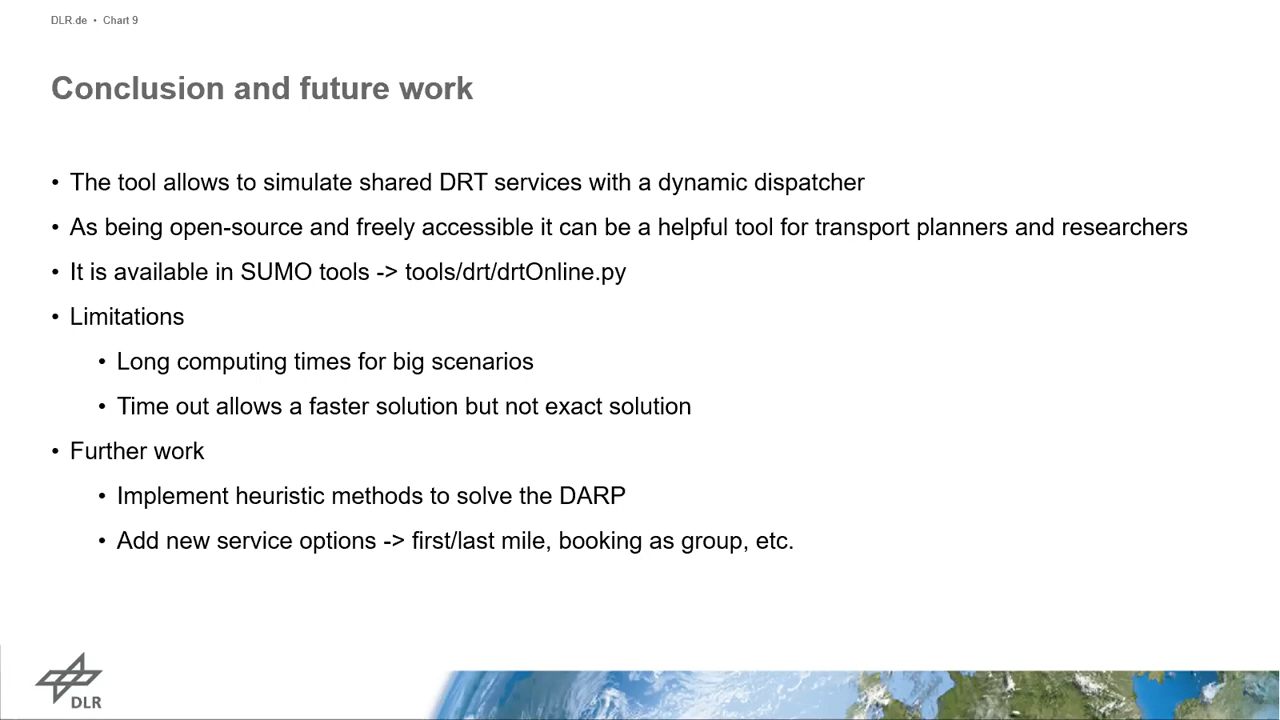 DLR.de • Chart 9
Conclusion and future work
• The tool allows to simulate shared DRT services with a dynamic dispatcher
• As being open-source and freely accessible it can be a helpful tool for transport planners and researchers
• It is available in SUMO tools -> tools/drt/drtOnline.py
• Limitations
• Long computing times for big scenarios
• Time out allows a faster solution but not exact solution
• Further work
• Implement heuristic methods to solve the DARP
• Add new service options -> first/last mile, booking as group, etc.
DLR